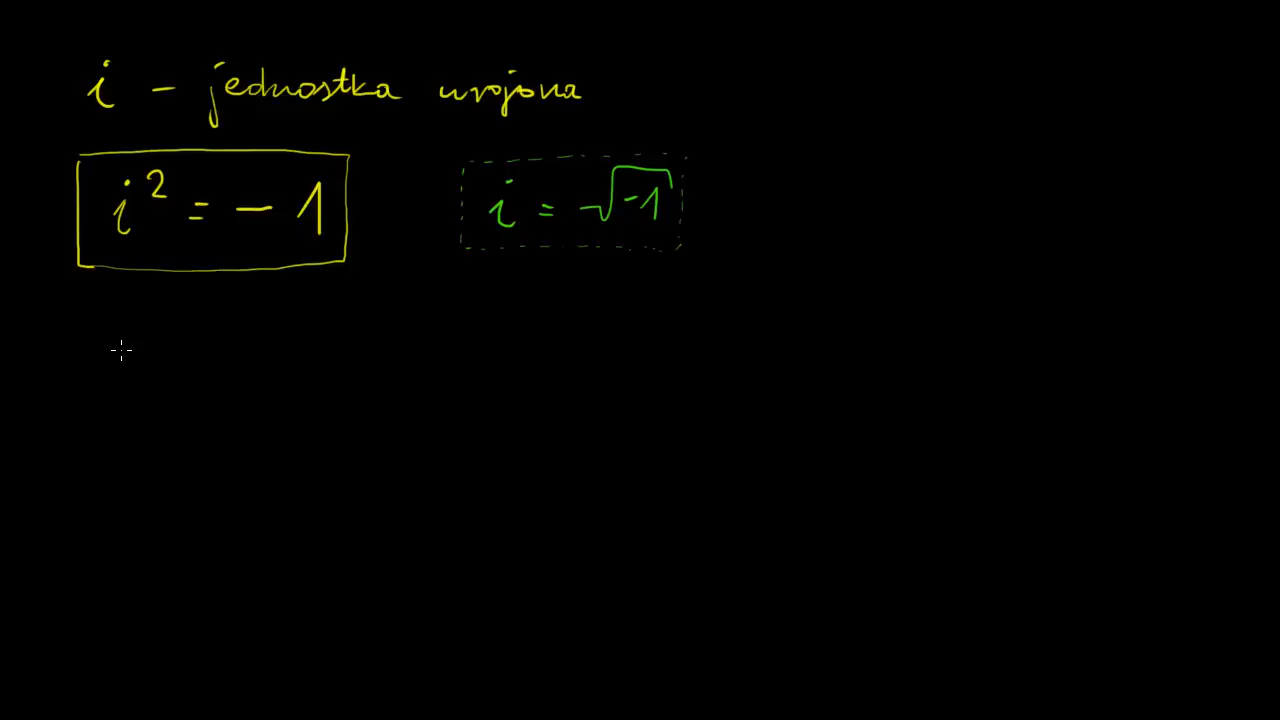 i - jednostka urojona
i² = - 1
i = √-1